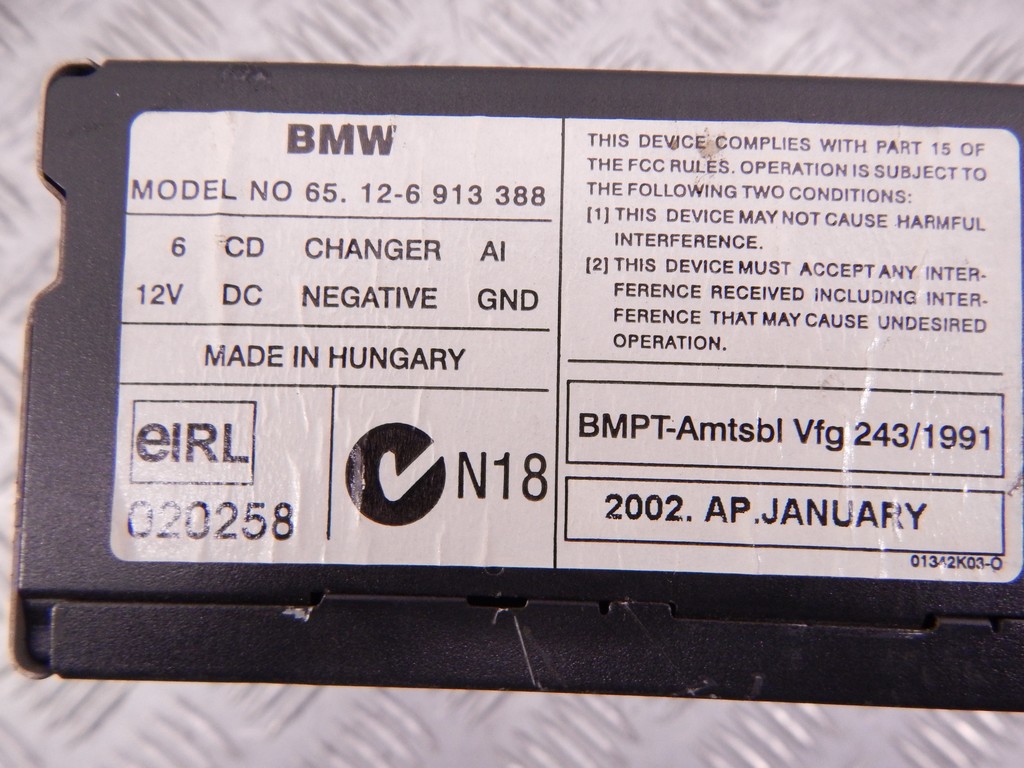 BMW
MODEL NO 65. 12-6 913 388
6 CD CHANGER AI
12V DC NEGATIVE GND
MADE IN HUNGARY
eIRL
020258
N18
THIS DEVICE COMPLIES WITH PART 15 OF
THE FCC RULES. OPERATION IS SUBJECT TO
THE FOLLOWING TWO CONDITIONS:
[1] THIS DEVICE MAY NOT CAUSE HARMFUL
INTERFERENCE.
[2] THIS DEVICE MUST ACCEPT ANY INTER-
FERENCE RECEIVED INCLUDING INTER-
FERENCE THAT MAY CAUSE UNDESIRED
OPERATION.
BMPT-Amtsbl Vfg 243/1991
2002. AP.JANUARY
01342K03-O